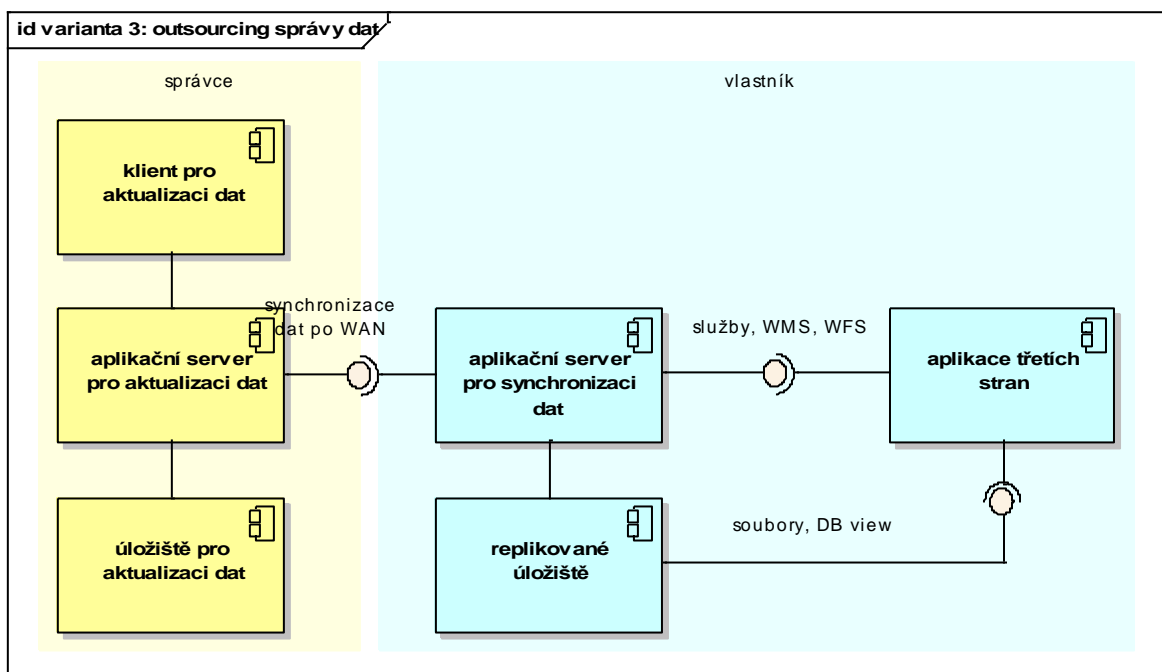 id varianta 3: outsourcing správy dat
správce
vlastník
klient pro
aktualizaci dat
synchronizace
dat po WAN
aplikační server
pro aktualizaci dat
aplikační server
pro synchronizaci
dat
služby, WMS, WFS
aplikace třetích
stran
úložiště pro
aktualizaci dat
replikované
úložiště
soubory, DB view